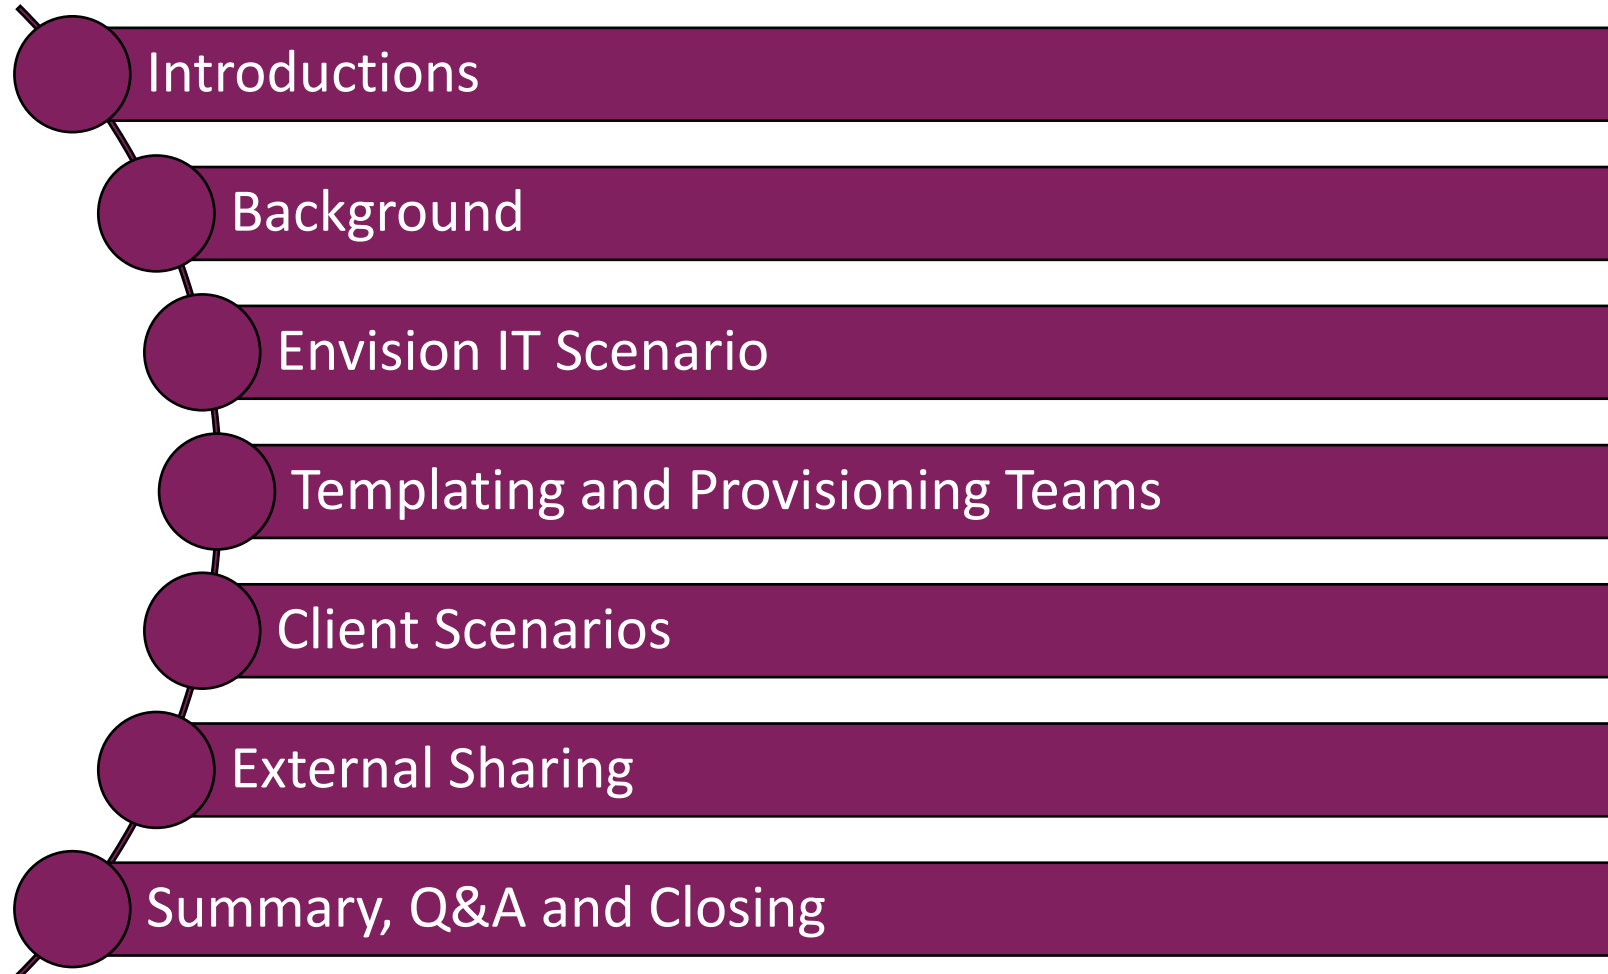 Introductions
Background
Envision IT Scenario
Templating and Provisioning Teams
Client Scenarios
External Sharing
Summary, Q&A and Closing